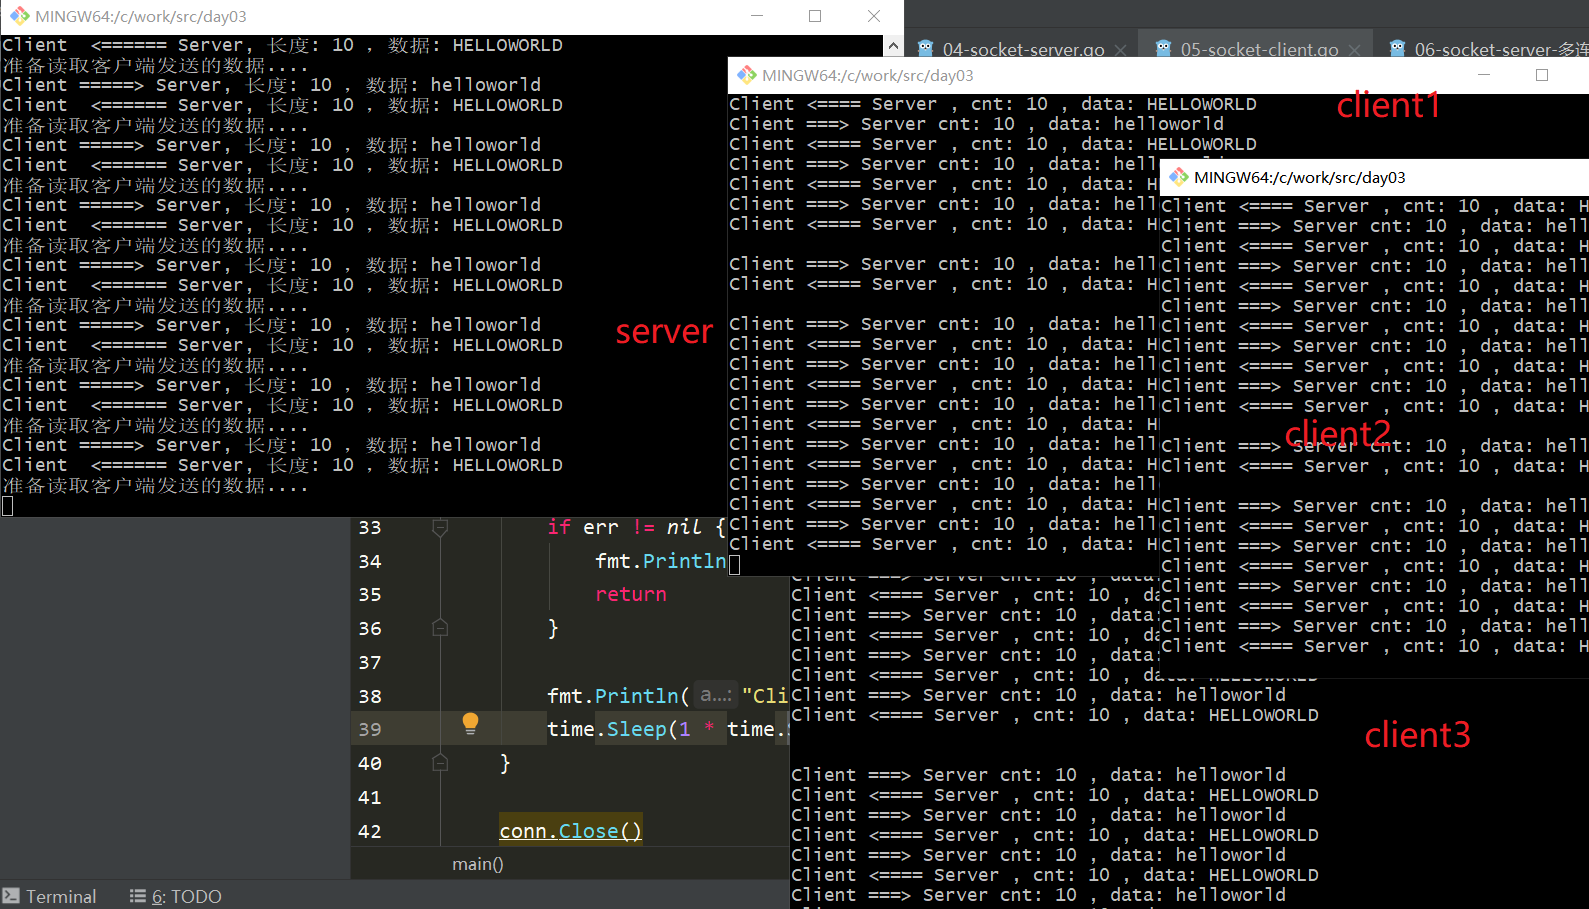 MINGW64:/c/work/src/day03
Client <====== Server, 长度: 10 , 数据: HELLOWORLD
准备读取客户端发送的数据....
Client =====> Server, 长度: 10 , 数据: helloworld
Client <====== Server, 长度: 10 , 数据: HELLOWORLD
准备读取客户端发送的数据....
Client =====> Server, 长度: 10 , 数据: helloworld
Client <====== Server, 长度: 10 , 数据: HELLOWORLD
准备读取客户端发送的数据....
Client =====> Server, 长度: 10 , 数据: helloworld
Client <====== Server, 长度: 10 , 数据: HELLOWORLD
准备读取客户端发送的数据....
Client =====> Server, 长度: 10 , 数据: helloworld
Client <====== Server, 长度: 10 , 数据: HELLOWORLD
准备读取客户端发送的数据....
Client =====> Server, 长度: 10 , 数据: helloworld
Client <====== Server, 长度: 10 , 数据: HELLOWORLD
准备读取客户端发送的数据....
Client =====> Server, 长度: 10 , 数据: helloworld
Client <====== Server, 长度: 10 , 数据: HELLOWORLD
准备读取客户端发送的数据....
Client =====> Server, 长度: 10 , 数据: helloworld
Client <====== Server, 长度: 10 , 数据: HELLOWORLD
准备读取客户端发送的数据....
server
04-socket-server.go
05-socket-client.go
06-socket-server-多连
MINGW64:/c/work/src/day03
Client <==== Server , cnt: 10 , data: HELLOWORLD
Client ===> Server cnt: 10 , data: helloworld
Client <==== Server , cnt: 10 , data: HELLOWORLD
Client ===> Server cnt: 10 , data: hell
Client <==== Server , cnt: 10 , data: H
Client ===> Server cnt: 10 , data: hell
Client <==== Server , cnt: 10 , data: H
Client ===> Server cnt: 10 , data: hell
Client <==== Server , cnt: 10 , data: H
Client ===> Server cnt: 10 , data: hell
Client <==== Server , cnt: 10 , data: H
Client ===> Server cnt: 10 , data: hell
Client <==== Server , cnt: 10 , data: H
Client ===> Server cnt: 10 , data: hell
Client <==== Server , cnt: 10 , data: H
Client ===> Server cnt: 10 , data: hell
Client <==== Server , cnt: 10 , data: H
Client ===> Server cnt: 10 , data: hell
Client <==== Server , cnt: 10 , data: H
Client ===> Server cnt: 10 , data: hell
Client <==== Server , cnt: 10 , data: H
client1
MINGW64:/c/work/src/day03
Client <==== Server , cnt: 10 , data: H
Client ===> Server cnt: 10 , data: hell
Client <==== Server , cnt: 10 , data: H
Client ===> Server cnt: 10 , data: hell
Client <==== Server , cnt: 10 , data: H
Client ===> Server cnt: 10 , data: hell
Client <==== Server , cnt: 10 , data: H
Client ===> Server cnt: 10 , data: hell
Client <==== Server , cnt: 10 , data: H
Client ===> Server cnt: 10 , data: hell
Client <==== Server , cnt: 10 , data: H
client2
Client ===> Server cnt: 10 , data: hell
Client <==== Server , cnt: 10 , data: H
Client ===> Server cnt: 10 , data: hell
Client <==== Server , cnt: 10 , data: H
Client ===> Server cnt: 10 , data: hell
Client <==== Server , cnt: 10 , data: H
Client ===> Server cnt: 10 , data: hell
Client <==== Server , cnt: 10 , data: H
Client ===> Server cnt: 10 , data: hell
Client <==== Server , cnt: 10 , data: H
Client ===> Server cnt: 10 , data:
Client <==== Server , cnt: 10 , da
Client ===> Server cnt: 10 , data:
Client <==== Server , cnt: 10 , da
Client ===> Server cnt: 10 , data:
Client <==== Server , cnt: 10 , data: HELLOWORLD
Client ===> Server cnt: 10 , data: helloworld
Client <==== Server , cnt: 10 , data: HELLOWORLD
client3
Client ===> Server cnt: 10 , data: helloworld
Client <==== Server , cnt: 10 , data: HELLOWORLD
Client ===> Server cnt: 10 , data: helloworld
Client <==== Server , cnt: 10 , data: HELLOWORLD
Client ===> Server cnt: 10 , data: helloworld
Client <==== Server , cnt: 10 , data: HELLOWORLD
Client ===> Server cnt: 10 , data: helloworld
33 if err != nil {
34 fmt.Println
35 return
36 }
37
38 fmt.Println( a...: "Cli
39 time.Sleep(1 * time.
40 }
41
42 conn.Close()
main()
Terminal
6: TODO